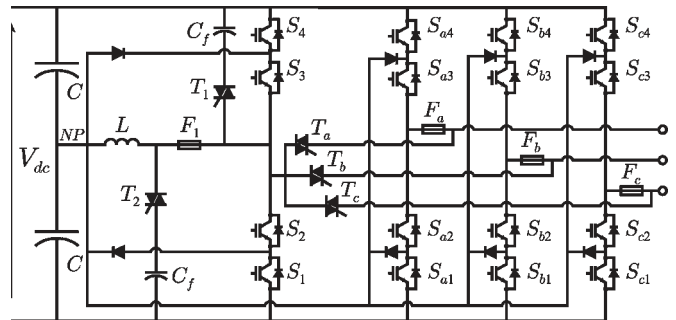 C_f S_4 S_a4 S_b4 S_c4
C T_1 S_3 S_a3 S_b3 S_c3
F_a
NP L F_1 T_a F_b
V_dc T_b F_c
T_2 T_c
S_2 S_a2 S_b2 S_c2
C C_f S_1 S_a1 S_b1 S_c1